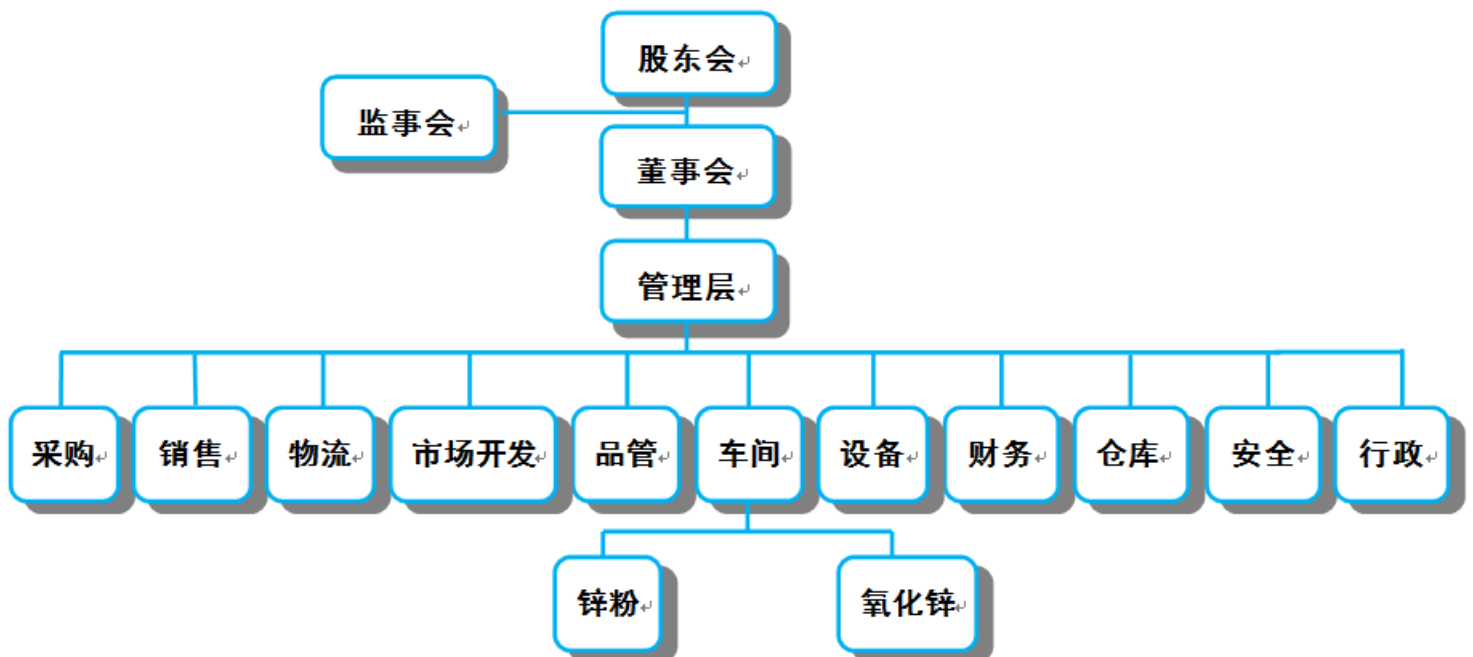 股东会
监事会
董事会
管理层
采购
销售
物流
市场开发
品管
车间
设备
财务
仓库
安全
行政
锌粉
氧化锌